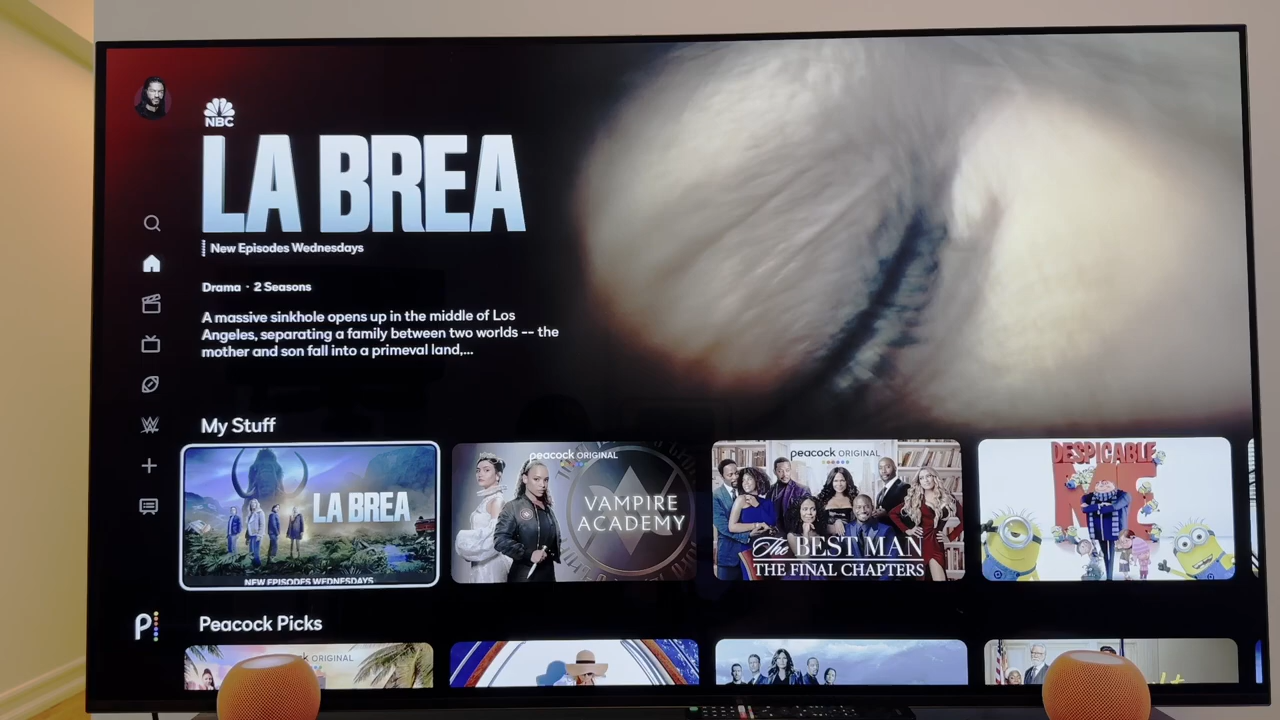 NBC
LA BREA
New Episodes Wednesdays
Drama · 2 Seasons
A massive sinkhole opens up in the middle of Los
Angeles, separating a family between two worlds -- the
mother and son fall into a primeval land,...
My Stuff
LA BREA
NEW EPISODES WEDNESDAYS
peacock ORIGINAL
VAMPIRE
ACADEMY
peacock ORIGINAL
The BEST MAN
THE FINAL CHAPTERS
DESPICABLE
ME
P
Peacock Picks
ORIGINAL